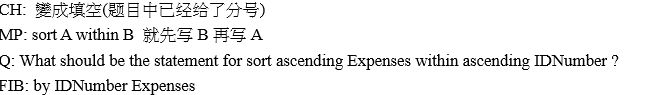 CH:  變成填空(题目中已经给了分号)
MP: sort A within B  就先写 B 再写 A
Q: What should be the statement for sort ascending Expenses within ascending IDNumber ?
FIB: by IDNumber Expenses